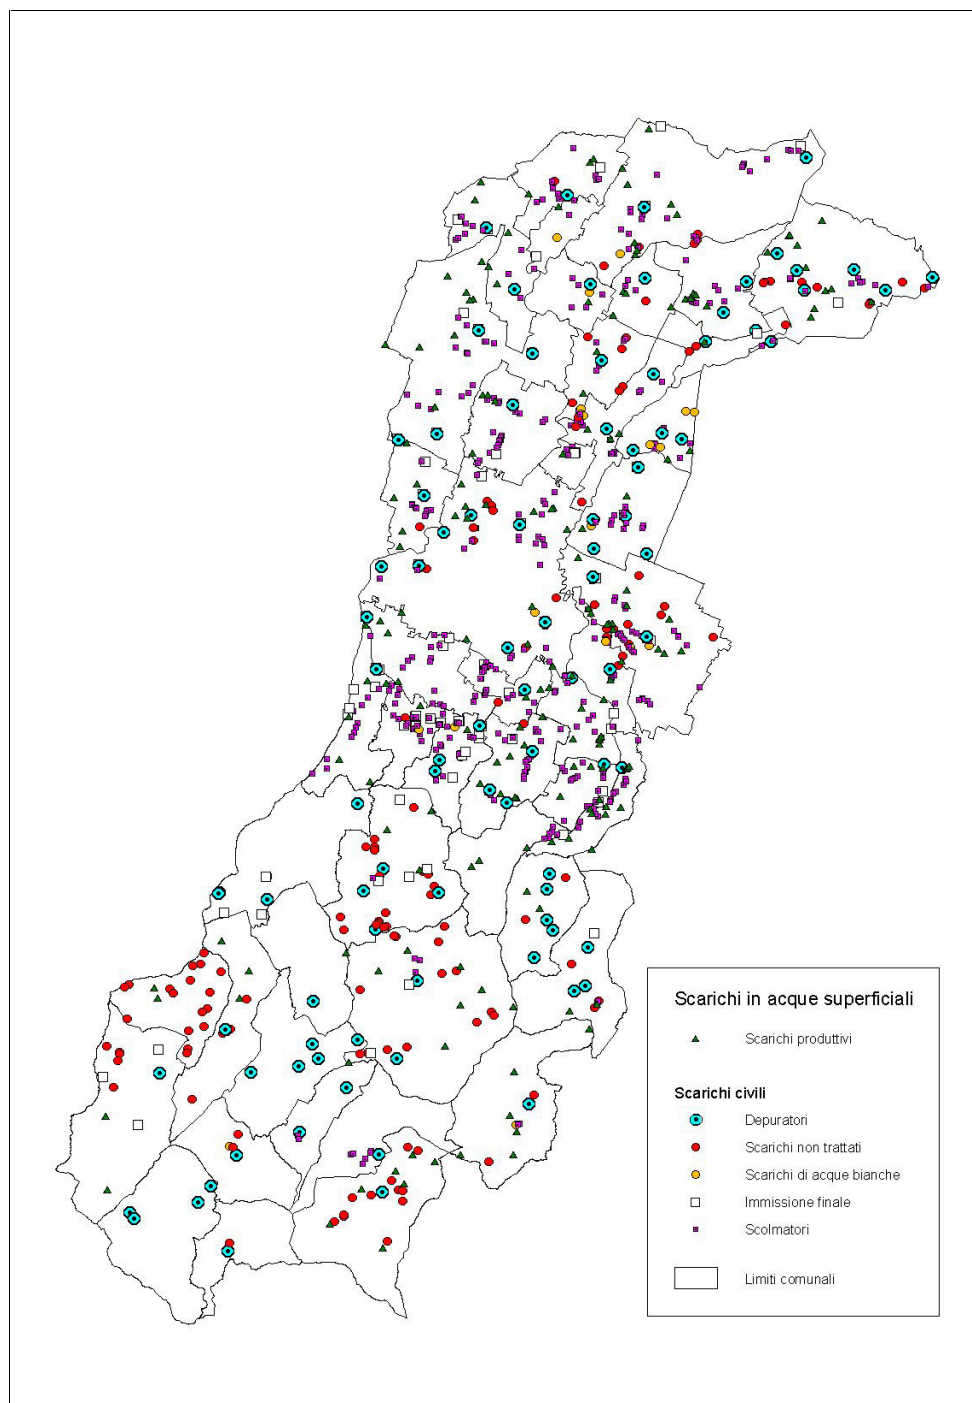 Scarichi in acque superficiali
Scarichi produttivi
Scarichi civili
Depuratori
Scarichi non trattati
Scarichi di acque bianche
Immissione finale
Scolmatori
Limiti comunali